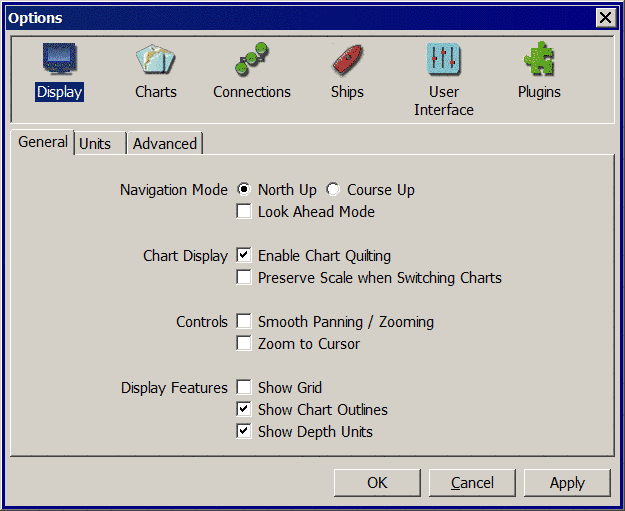 Options
Display Charts Connections Ships User Interface Plugins
General Units Advanced
Navigation Mode North Up Course Up
Look Ahead Mode
Chart Display Enable Chart Quilting
Preserve Scale when Switching Charts
Controls Smooth Panning / Zooming
Zoom to Cursor
Display Features Show Grid
Show Chart Outlines
Show Depth Units
OK Cancel Apply